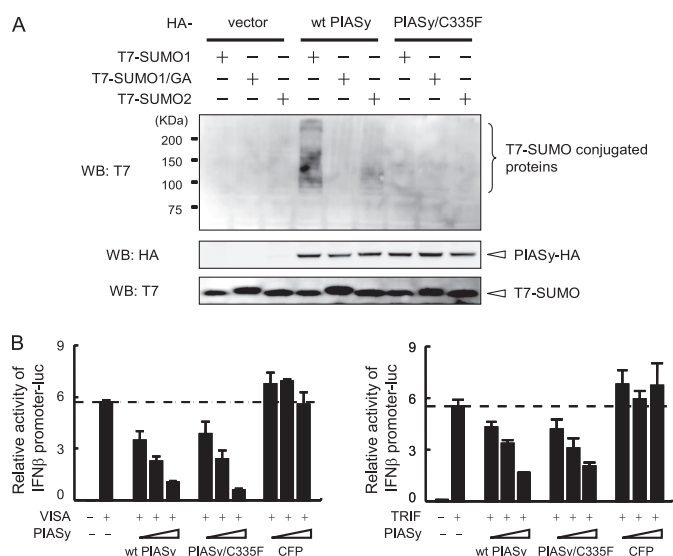 A
HA-
vector wt PIASy PIASy/C335F
T7-SUMO1 + – – + – – + – –
T7-SUMO1/GA – + – – + – – + –
T7-SUMO2 – – + – – + – – +
(KDa)
200
150
100
75
WB: T7
T7-SUMO conjugated
proteins
WB: HA
PIASy-HA
WB: T7
T7-SUMO
B
Relative activity of
IFNβ promoter-luc
9
6
3
0
VISA – + + + + + + + + + +
PIASy – –
wt PIASy PIASy/C335F CFP
Relative activity of
IFNβ promoter-luc
9
6
3
0
TRIF – + + + + + + + + + +
PIASy – –
wt PIASy PIASy/C335F CFP